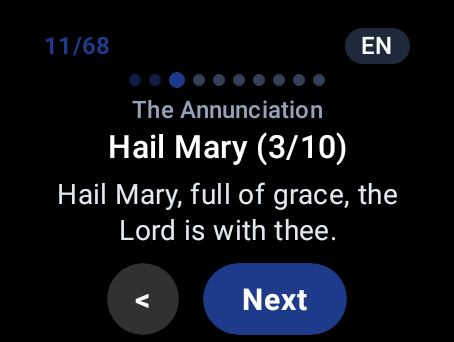 11/68
EN
The Annunciation
Hail Mary (3/10)
Hail Mary, full of grace, the
Lord is with thee.
<
Next